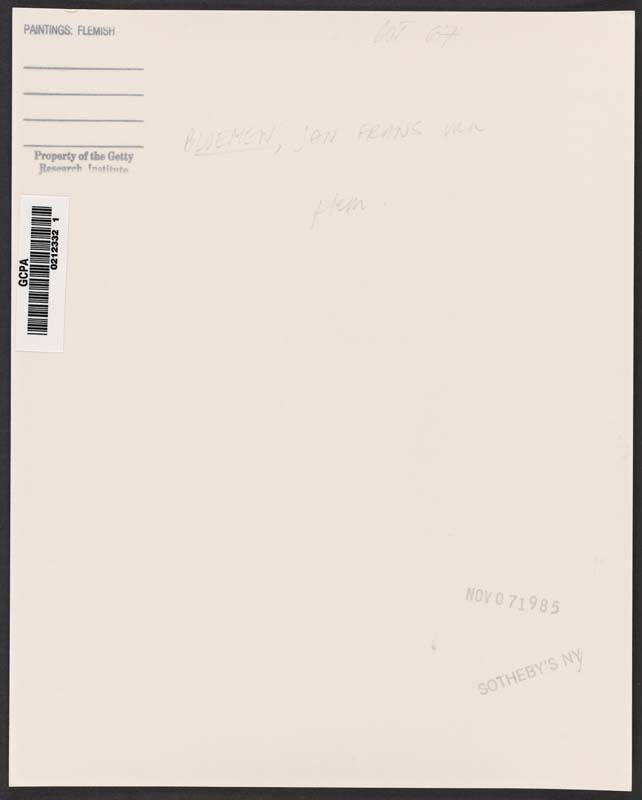 PAINTINGS: FLEMISH
LOT 67
BLOEMEN, JAN FRANS VAN
Property of the Getty
Research Institute
flem.
GCPA
0212332 1
NOV 07 1985
SOTHEBY'S NY